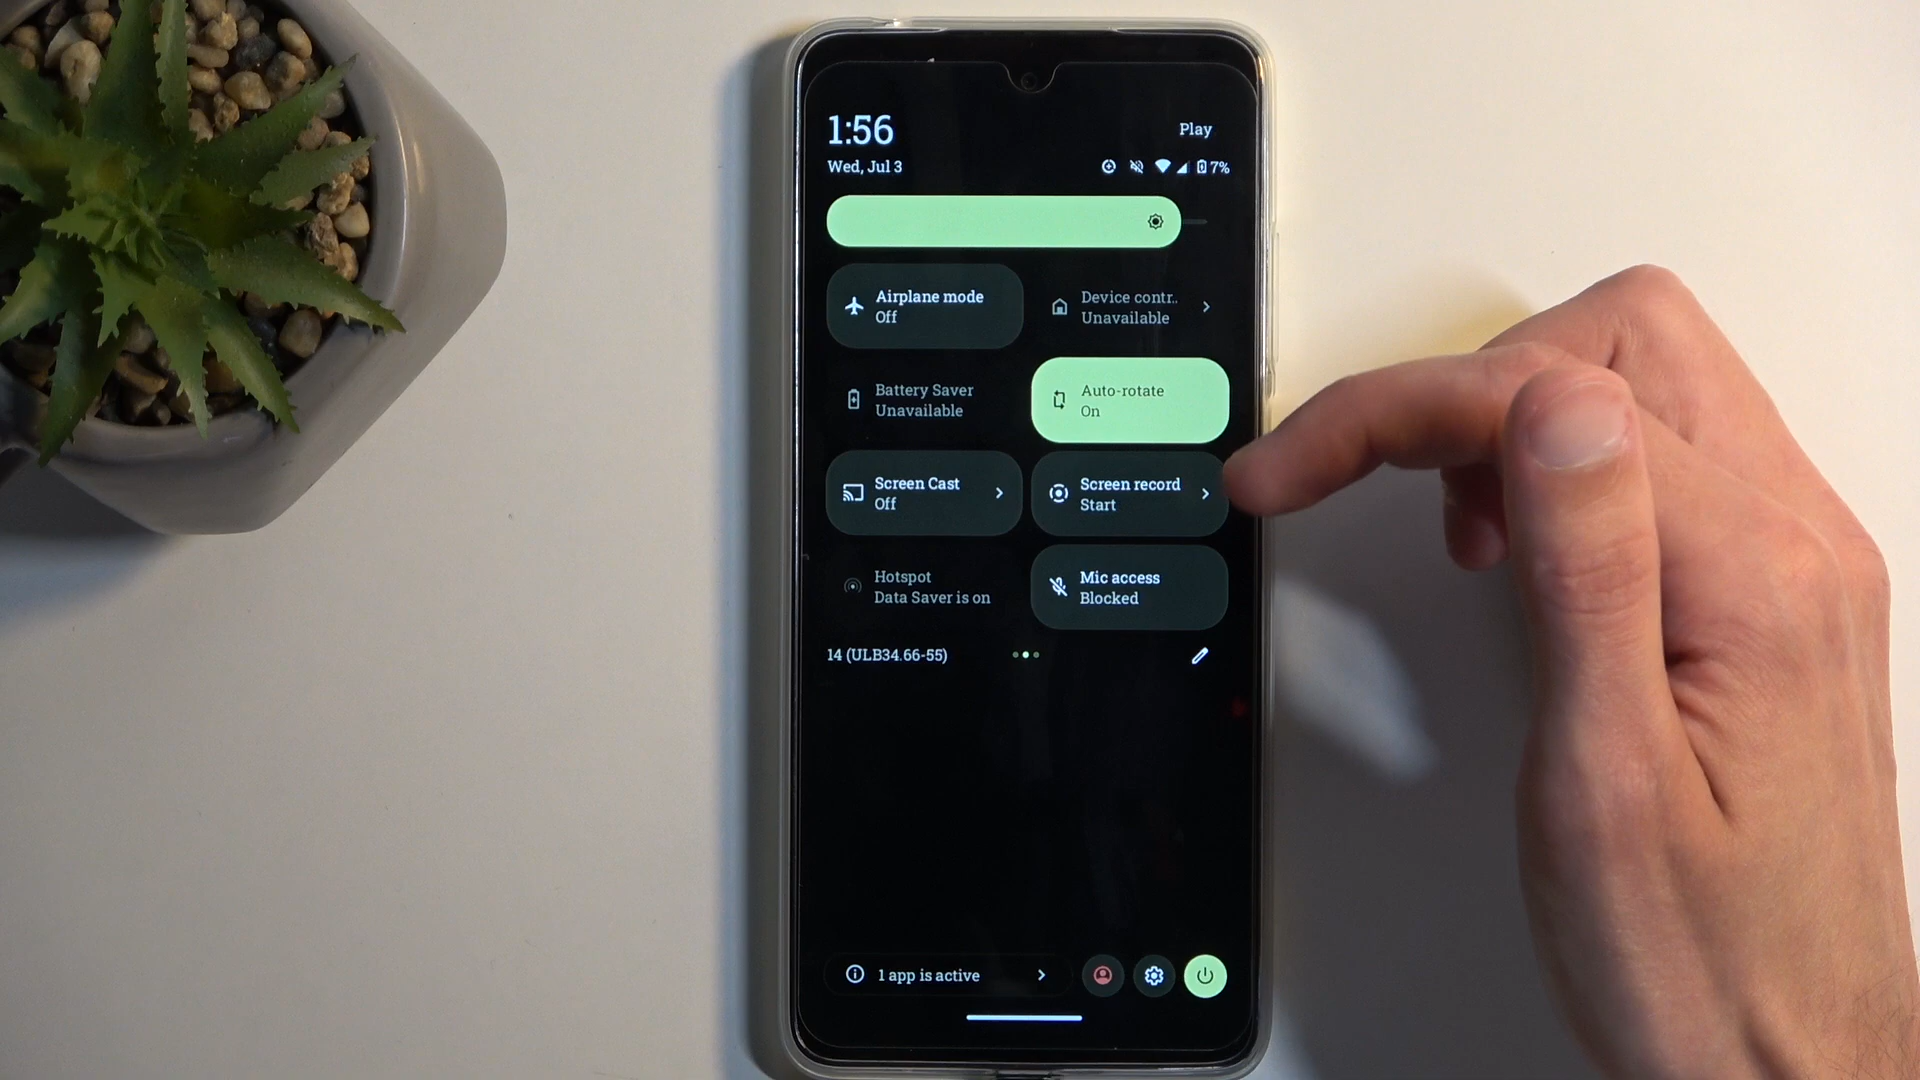 1:56
Play
Wed, Jul 3
7%
Airplane mode
Off
Device contr..
Unavailable
Battery Saver
Unavailable
Auto-rotate
On
Screen Cast
Off
Screen record
Start
Hotspot
Data Saver is on
Mic access
Blocked
14 (ULB34.66-55)
1 app is active